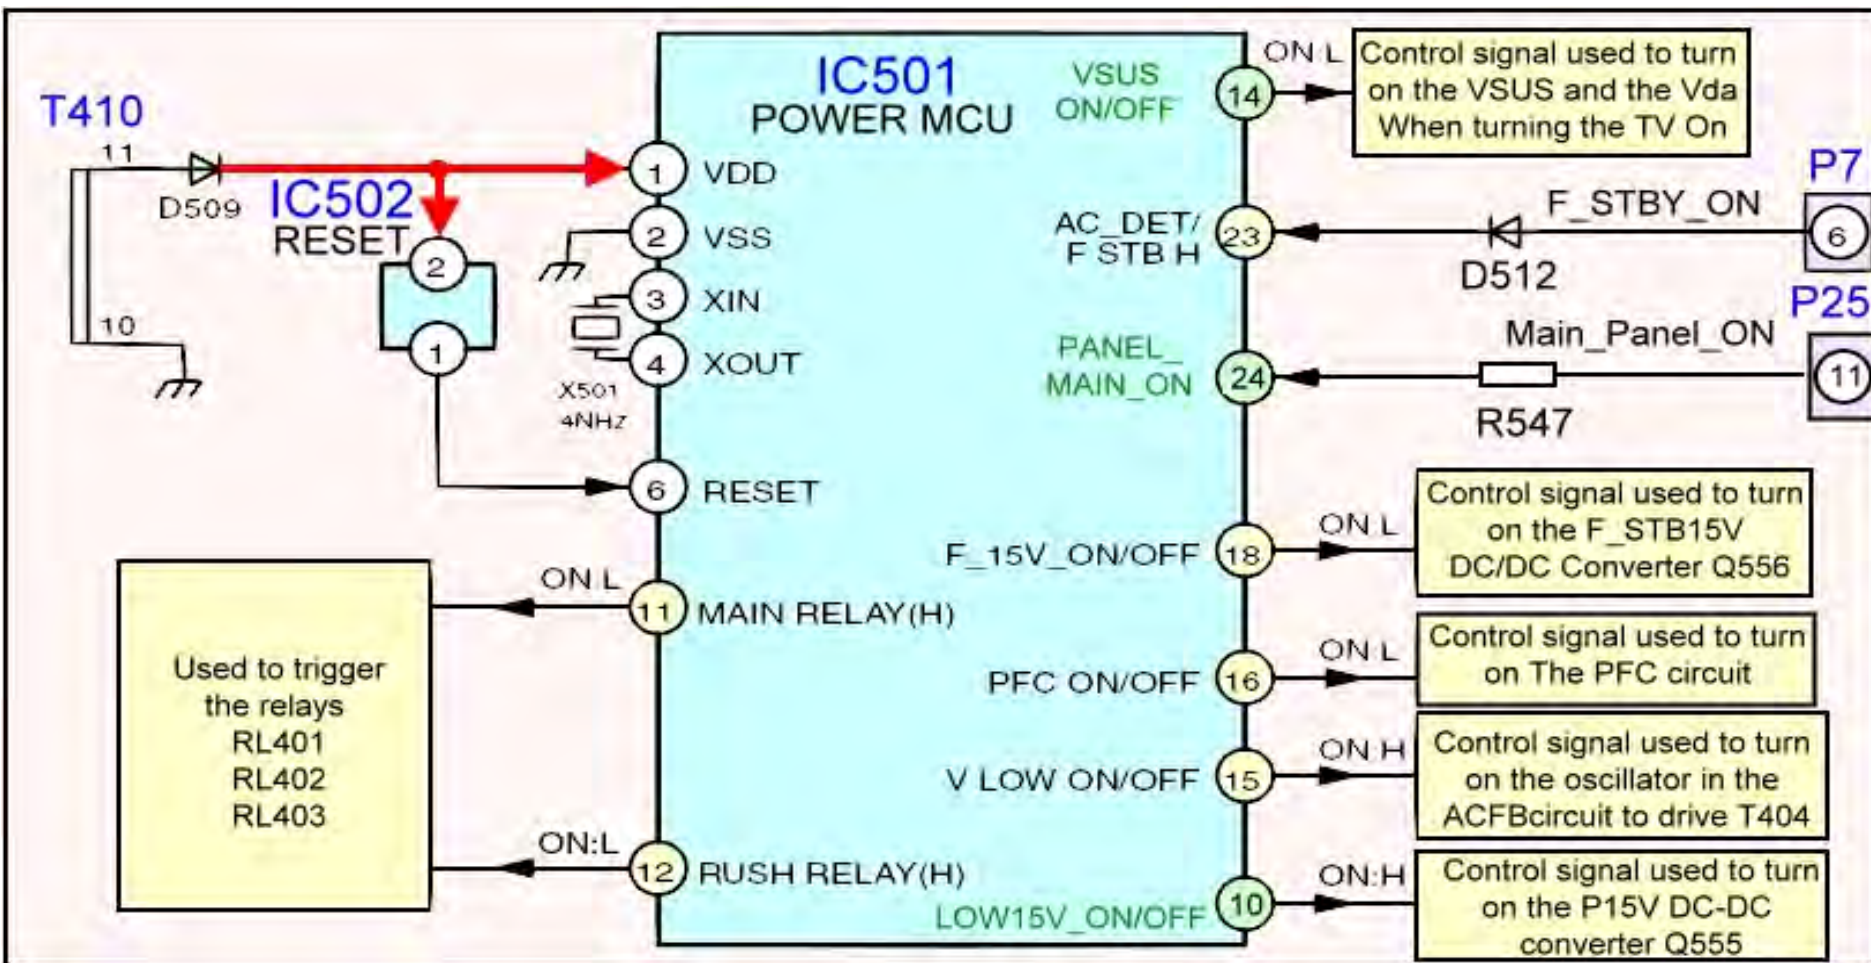 T410
11
D509
10
IC502
RESET
2
1
IC501
POWER MCU
1 VDD
2 VSS
3 XIN
4 XOUT
X501
4NHZ
6 RESET
ON L
11 MAIN RELAY(H)
ON:L
12 RUSH RELAY(H)
Used to trigger
the relays
RL401
RL402
RL403
VSUS
ON/OFF
14
ON L
Control signal used to turn
on the VSUS and the Vda
When turning the TV On
AC_DET/
F STB H
23
F_STBY_ON
D512
P7
6
PANEL_
MAIN_ON
24
Main_Panel_ON
R547
P25
11
F_15V_ON/OFF 18
ON L
Control signal used to turn
on the F_STB15V
DC/DC Converter Q556
PFC ON/OFF 16
ON L
Control signal used to turn
on The PFC circuit
V LOW ON/OFF 15
ON H
Control signal used to turn
on the oscillator in the
ACFBcircuit to drive T404
LOW15V_ON/OFF 10
ON:H
Control signal used to turn
on the P15V DC-DC
converter Q555